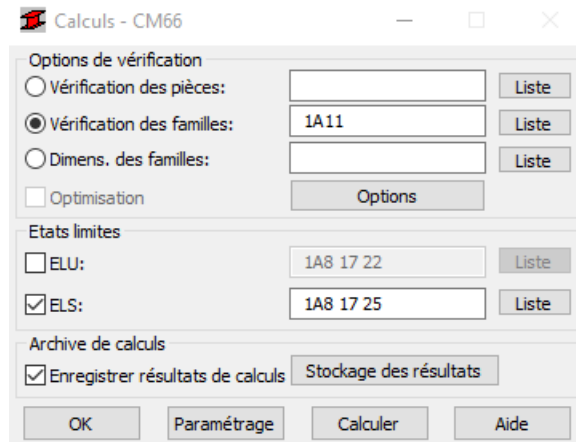 Calculs - CM66
Options de vérification
Vérification des pièces: Liste
Vérification des familles: 1A11 Liste
Dimens. des familles: Liste
Optimisation Options
Etats limites
ELU: 1A8 17 22 Liste
ELS: 1A8 17 25 Liste
Archive de calculs
Enregistrer résultats de calculs Stockage des résultats
OK Paramétrage Calculer Aide